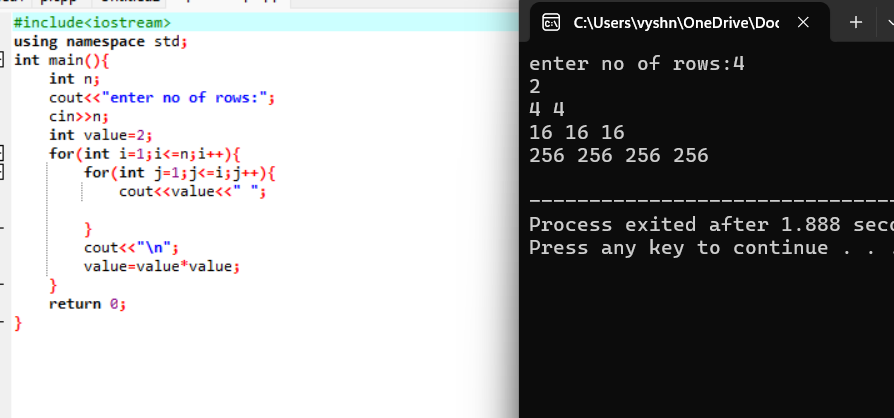 #include<iostream>
using namespace std;
int main(){
    int n;
    cout<<"enter no of rows:";
    cin>>n;
    int value=2;
    for(int i=1;i<=n;i++){
        for(int j=1;j<=i;j++){
            cout<<value<<" ";
        }
        cout<<"\n";
        value=value*value;
    }
    return 0;
}
C:\Users\vyshn\OneDrive\Doc
enter no of rows:4
2
4 4
16 16 16
256 256 256 256
--------------------------------
Process exited after 1.888 seco
Press any key to continue . . .